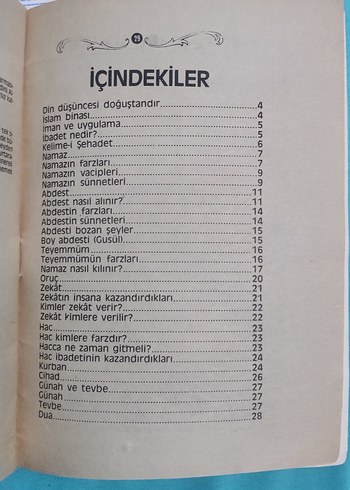 29
İÇİNDEKİLER
Din düşüncesi doğuştandır 4
İslam binası 4
İman ve uygulama 5
İbadet nedir? 5
Kelime-i Şehadet 6
Namaz 7
Namazın farzları 7
Namazın vacipleri 9
Namazın sünnetleri 9
Abdest 11
Abdest nasıl alınır? 11
Abdestin farzları 14
Abdestin sünnetleri 14
Abdesti bozan şeyler 15
Boy abdesti (Gusül) 15
Teyemmüm 16
Teyemmümün farzları 16
Namaz nasıl kılınır? 17
Oruç 20
Zekât 21
Zekâtın insana kazandırdıkları 21
Kimler zekât verir? 22
Zekât kimlere verilir? 22
Hac 23
Hac kimlere farzdır? 23
Hacca ne zaman gitmeli? 23
Hac ibadetinin kazandırdıkları 24
Kurban 24
Cihad 26
Günah ve tevbe 27
Günah 27
Tevbe 27
Dua 28